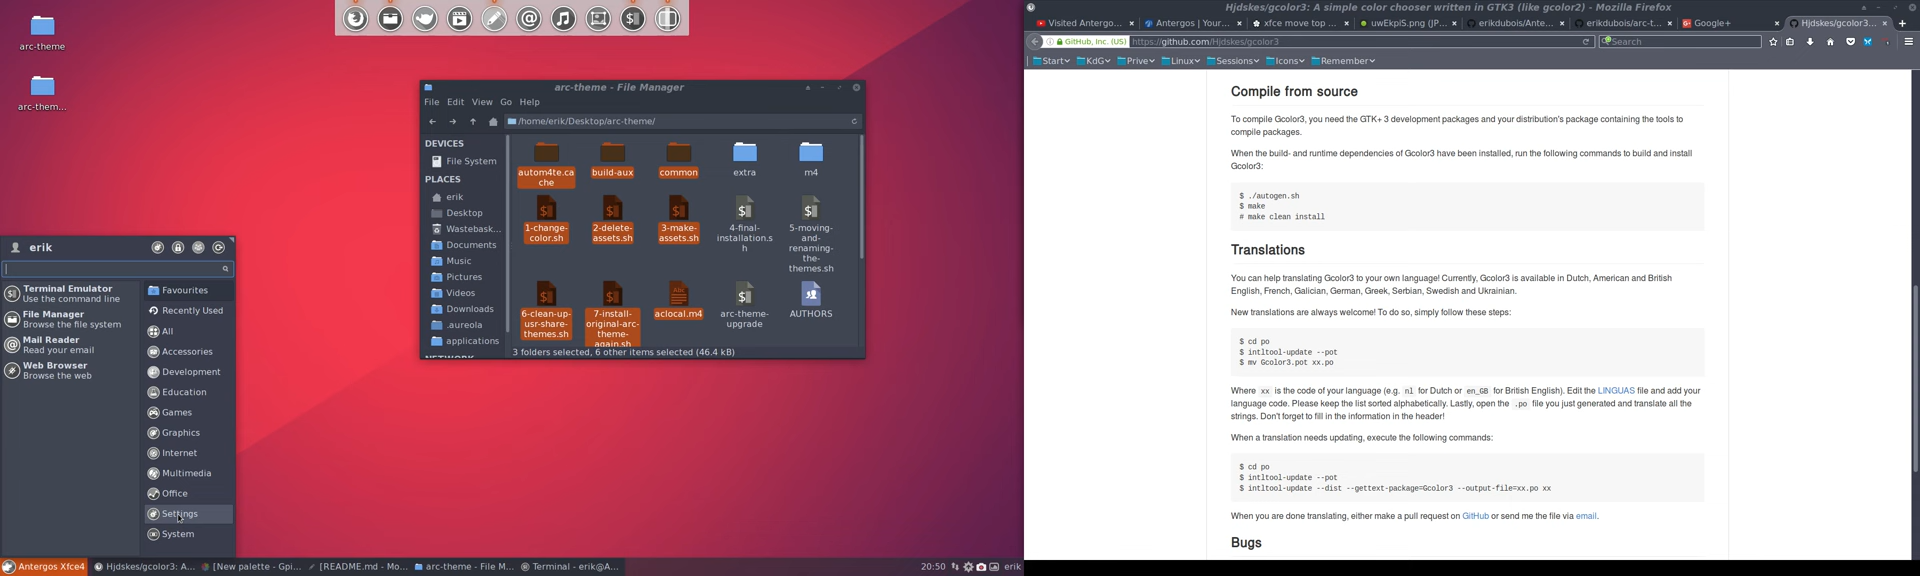 arc-theme
arc-them...
erik
Terminal Emulator
Use the command line
File Manager
Browse the file system
Mail Reader
Read your email
Web Browser
Browse the web
Favourites
Recently Used
All
Accessories
Development
Education
Games
Graphics
Internet
Multimedia
Office
Settings
System
arc-theme - File Manager
File Edit View Go Help
/home/erik/Desktop/arc-theme/
DEVICES
File System
PLACES
erik
Desktop
Wastebask...
Documents
Music
Pictures
Videos
Downloads
.aureola
applications
autom4te.ca
che
build-aux
common
extra
m4
1-change-
color.sh
2-delete-
assets.sh
3-make-
assets.sh
4-final-
installation.s
h
5-moving-
and-
renaming-
the-
themes.sh
6-clean-up-
usr-share-
themes.sh
7-install-
original-arc-
theme-
again.sh
aclocal.m4
arc-theme-
upgrade
AUTHORS
3 folders selected, 6 other items selected (46.4 kB)
Antergos Xfce4
Hjdskes/gcolor3: A...
[New palette - Gpi...
[README.md - Mo...
arc-theme - File M...
Terminal - erik@A...
20:50
erik
Hjdskes/gcolor3: A simple color chooser written in GTK3 (like gcolor2) - Mozilla Firefox
Visited Antergo...
Antergos | Your...
xfce move top ...
uwEkpiS.png (JP...
erikdubois/Ante...
erikdubois/arc-t...
Google+
Hjdskes/gcolor3...
GitHub, Inc. (US)
https://github.com/Hjdskes/gcolor3
Search
Start
KdG
Prive
Linux
Sessions
Icons
Remember
Compile from source
To compile Gcolor3, you need the GTK+ 3 development packages and your distribution's package containing the tools to
compile packages.
When the build- and runtime dependencies of Gcolor3 have been installed, run the following commands to build and install
Gcolor3:
$ ./autogen.sh
$ make
# make clean install
Translations
You can help translating Gcolor3 to your own language! Currently, Gcolor3 is available in Dutch, American and British
English, French, Galician, German, Greek, Serbian, Swedish and Ukranian.
New translations are always welcome! To do so, simply follow these steps:
$ cd po
$ intltool-update --pot
$ mv Gcolor3.pot xx.po
Where xx is the code of your language (e.g. nl for Dutch or en_GB for British English). Edit the LINGUAS file and add your
language code. Please keep the list sorted alphabetically. Lastly, open the .po file you just generated and translate all the
strings. Don't forget to fill in the information in the header!
When a translation needs updating, execute the following commands:
$ cd po
$ intltool-update --pot
$ intltool-update --dist --gettext-package=Gcolor3 --output-file=xx.po xx
When you are done translating, either make a pull request on GitHub or send me the file via email.
Bugs